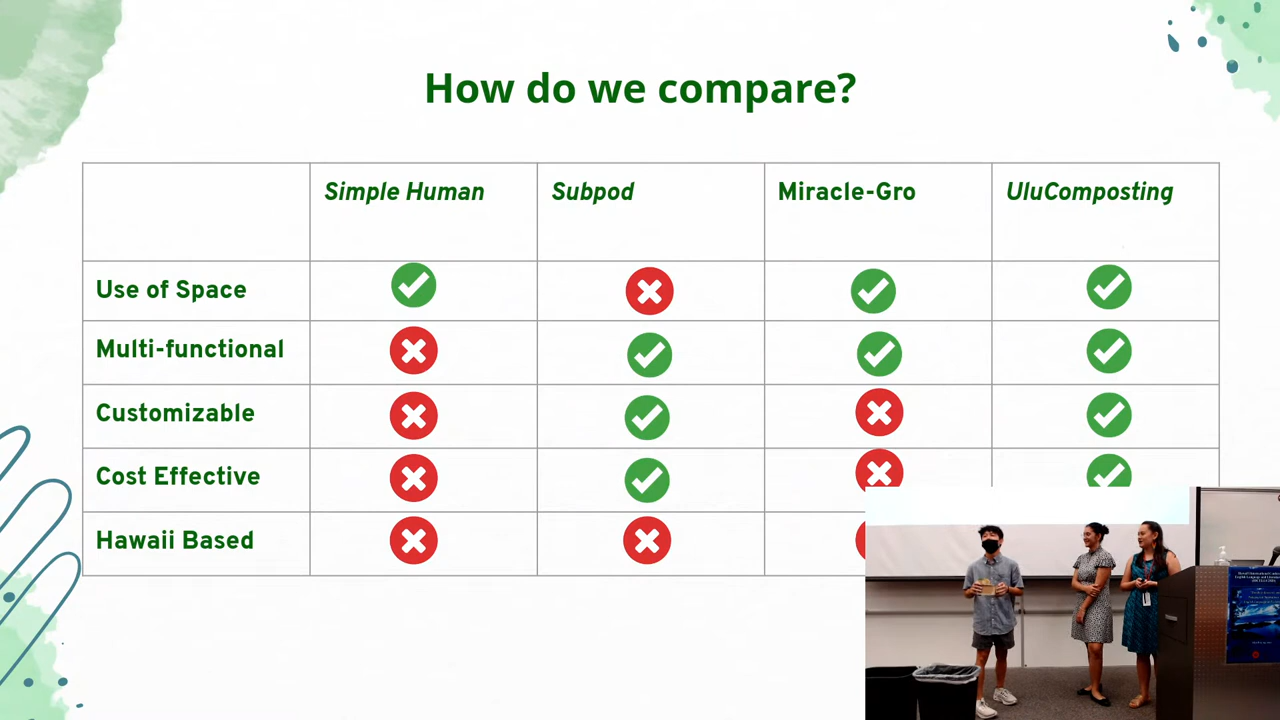 How do we compare?
Simple Human Subpod Miracle-Gro UluComposting
Use of Space
Multi-functional
Customizable
Cost Effective
Hawaii Based